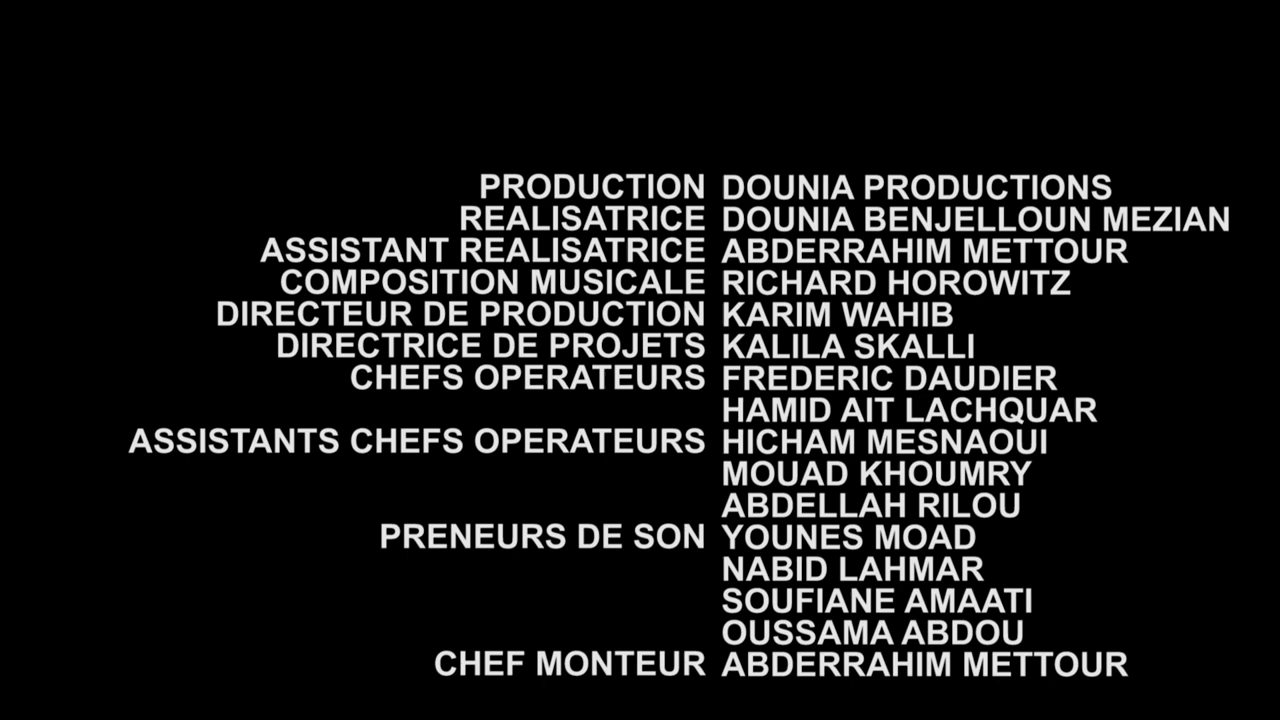 PRODUCTION DOUNIA PRODUCTIONS
REALISATRICE DOUNIA BENJELLOUN MEZIAN
ASSISTANT REALISATRICE ABDERRAHIM METTOUR
COMPOSITION MUSICALE RICHARD HOROWITZ
DIRECTEUR DE PRODUCTION KARIM WAHIB
DIRECTRICE DE PROJETS KALILA SKALLI
CHEFS OPERATEURS FREDERIC DAUDIER
HAMID AIT LACHQUAR
ASSISTANTS CHEFS OPERATEURS HICHAM MESNAOUI
MOUAD KHOUMRY
ABDELLAH RILOU
PRENEURS DE SON YOUNES MOAD
NABID LAHMAR
SOUFIANE AMAATI
OUSSAMA ABDOU
CHEF MONTEUR ABDERRAHIM METTOUR